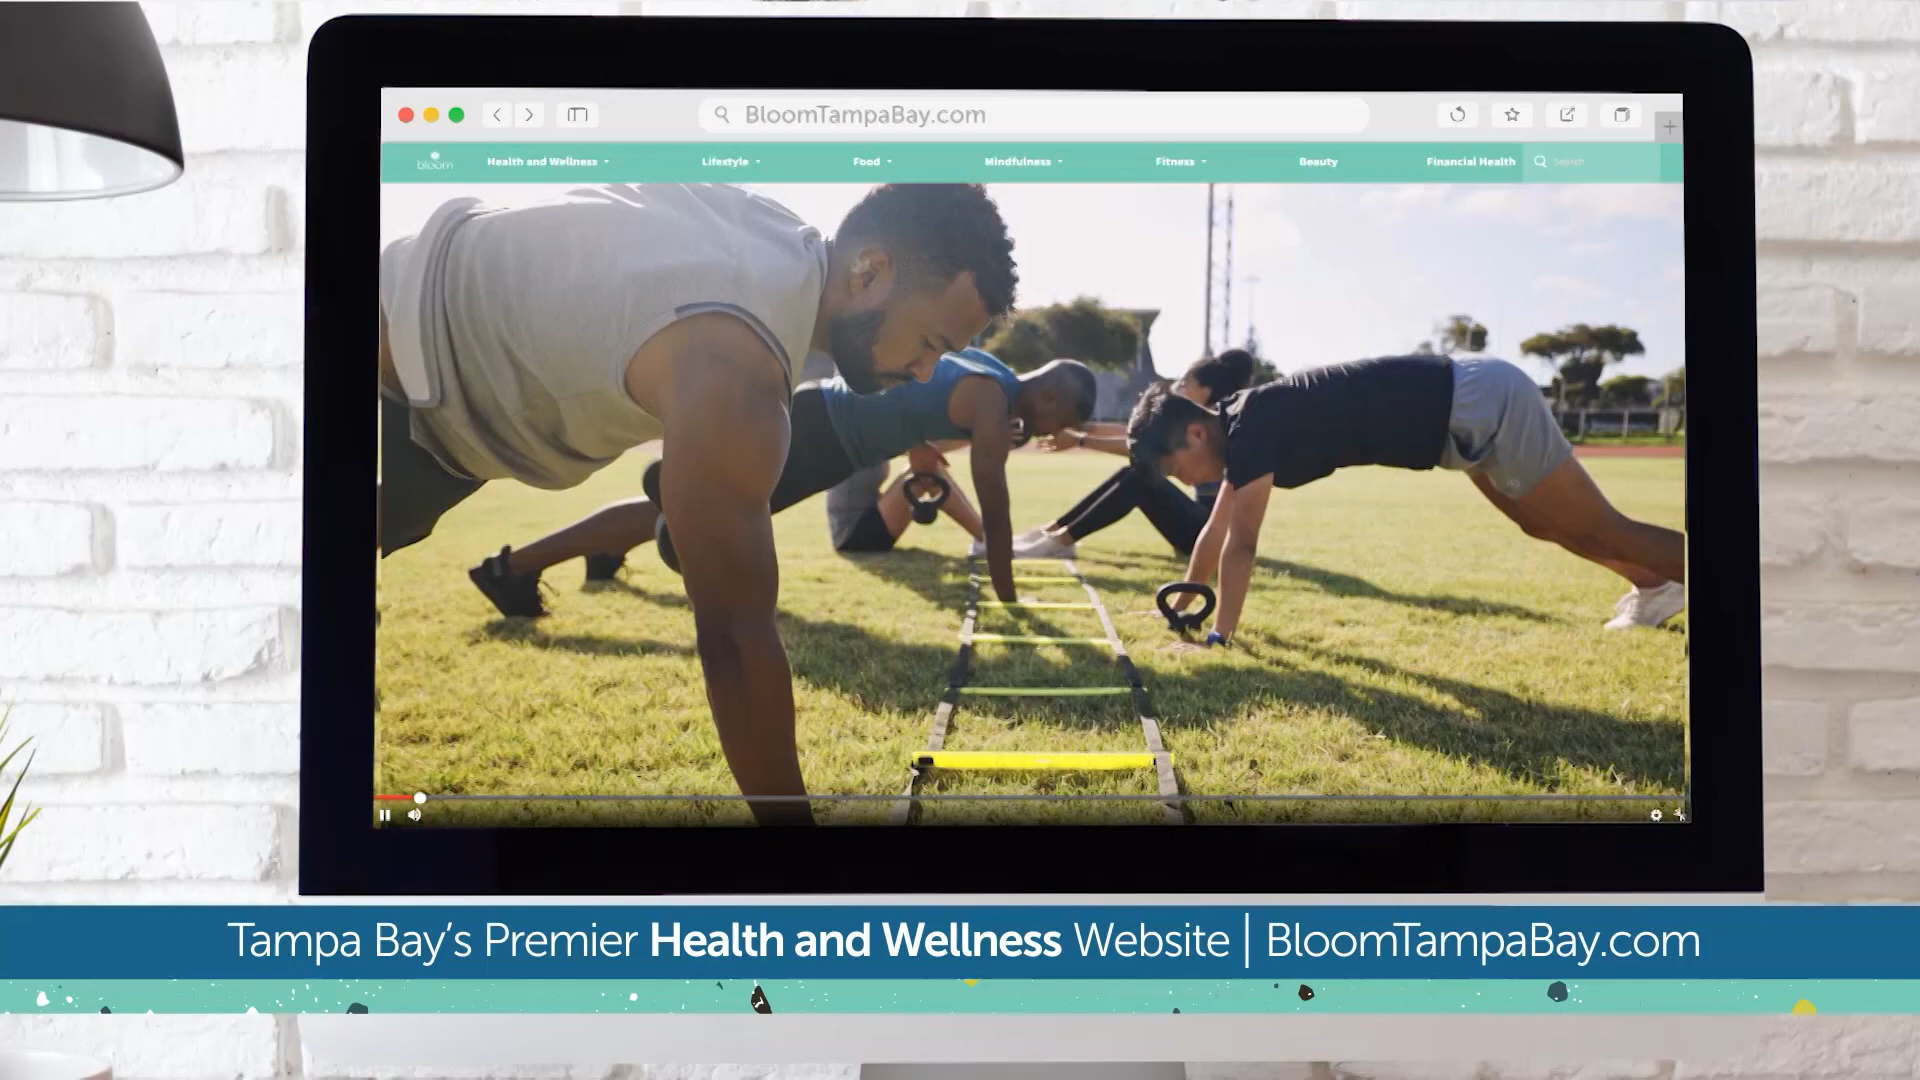 BloomTampaBay.com
bloom Health and Wellness Lifestyle Food Mindfulness Fitness Beauty Financial Health Search
Tampa Bay's Premier Health and Wellness Website | BloomTampaBay.com